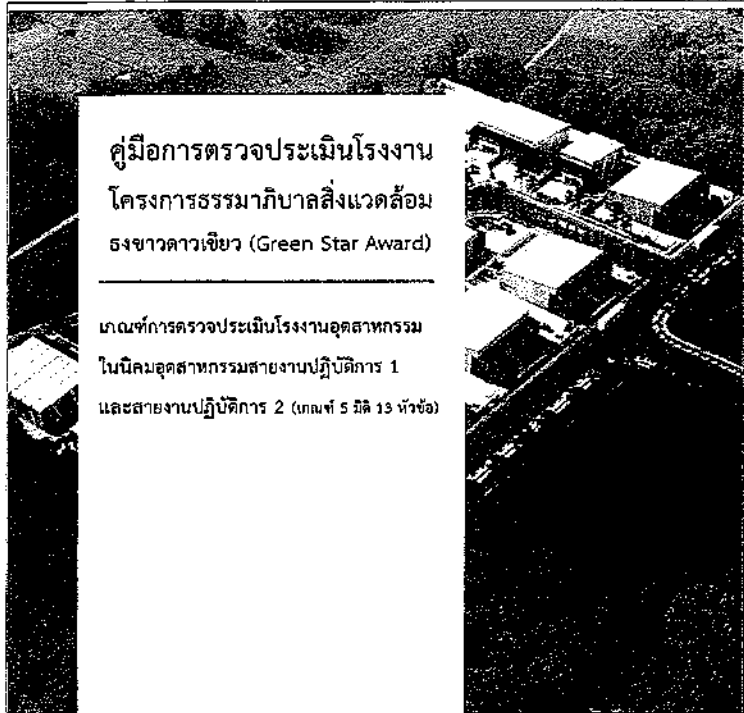 คู่มือการตรวจประเมินโรงงาน
โครงการธรรมาภิบาลสิ่งแวดล้อม
ธงขาวดาวเขียว (Green Star Award)
เกณฑ์การตรวจประเมินโรงงานอุตสาหกรรม
ในนิคมอุตสาหกรรมสายงานปฏิบัติการ 1
และสายงานปฏิบัติการ 2 (เกณฑ์ 5 มิติ 13 หัวข้อ)